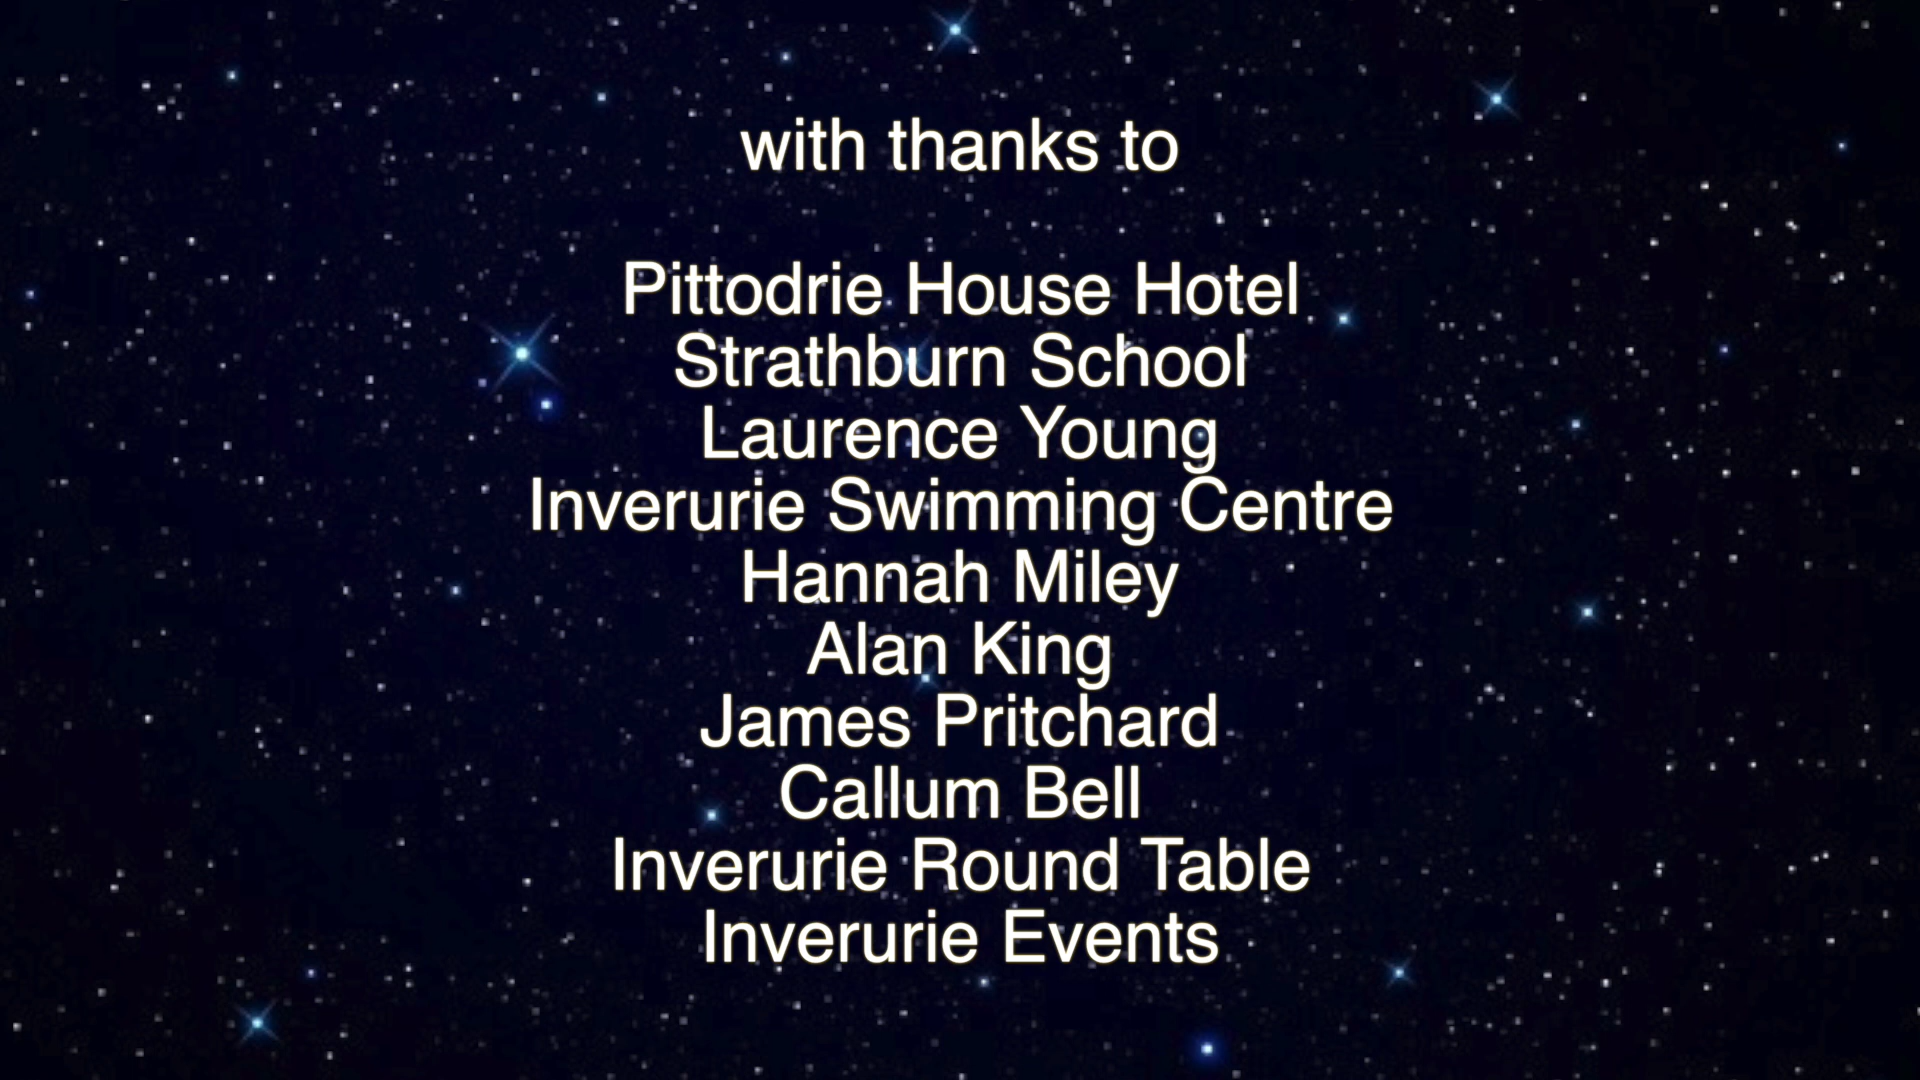 with thanks to
Pittodrie House Hotel
Strathburn School
Laurence Young
Inverurie Swimming Centre
Hannah Miley
Alan King
James Pritchard
Callum Bell
Inverurie Round Table
Inverurie Events